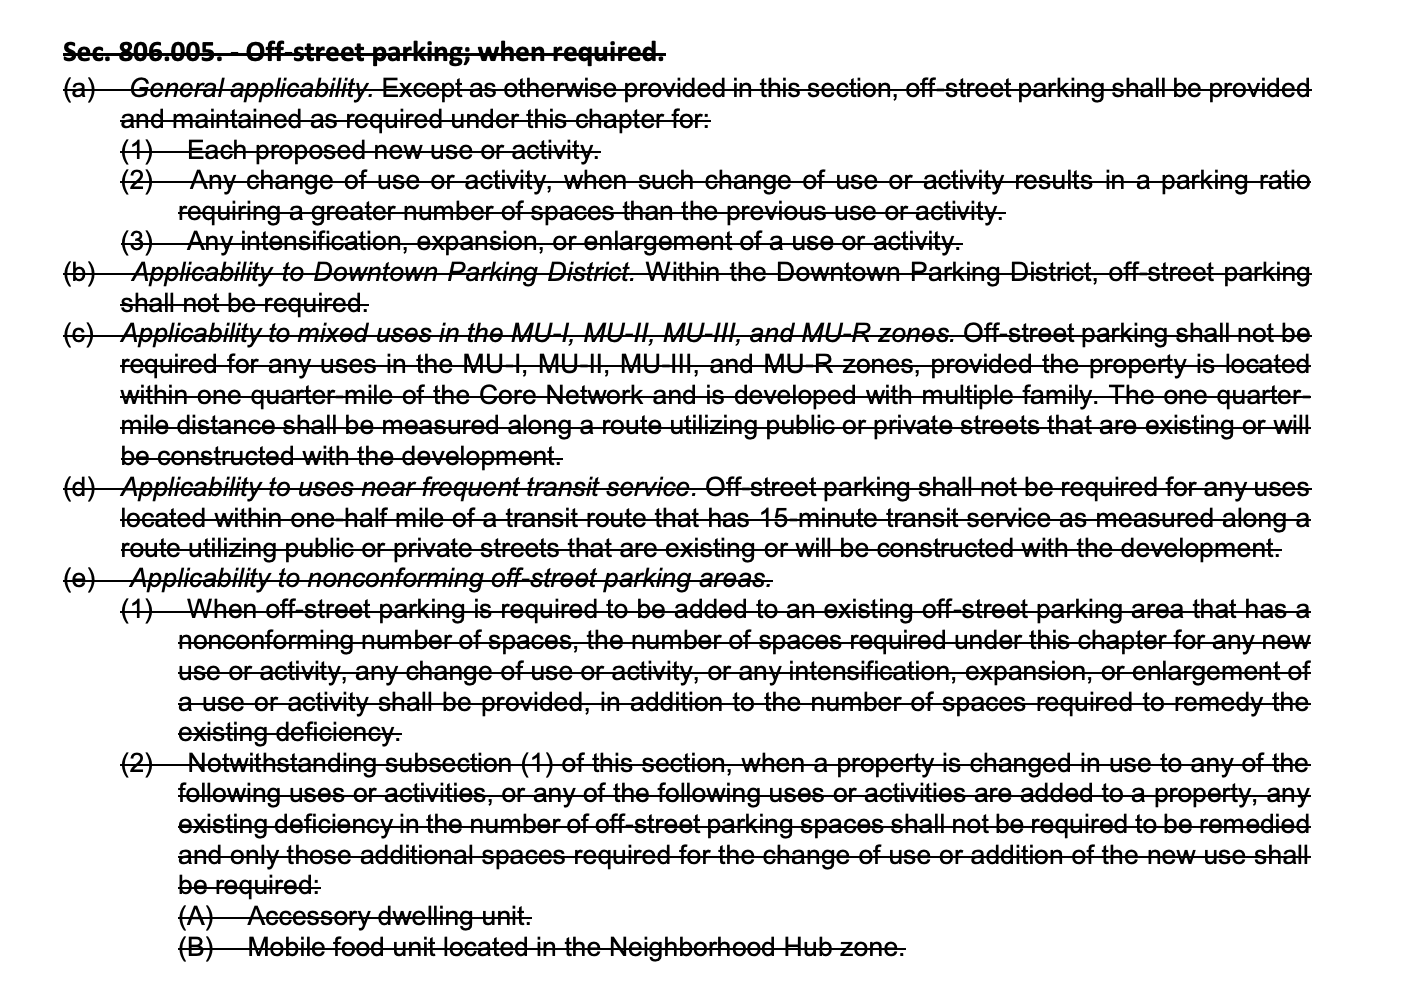 Sec. 806.005. - Off-street parking; when required.
(a) General applicability. Except as otherwise provided in this section, off-street parking shall be provided
and maintained as required under this chapter for:
(1) Each proposed new use or activity.
(2) Any change of use or activity, when such change of use or activity results in a parking ratio
requiring a greater number of spaces than the previous use or activity.
(3) Any intensification, expansion, or enlargement of a use or activity.
(b) Applicability to Downtown Parking District. Within the Downtown Parking District, off-street parking
shall not be required.
(c) Applicability to mixed uses in the MU-I, MU-II, MU-III, and MU-R zones. Off-street parking shall not be
required for any uses in the MU-I, MU-II, MU-III, and MU-R zones, provided the property is located
within one quarter-mile of the Core Network and is developed with multiple family. The one quarter-
mile distance shall be measured along a route utilizing public or private streets that are existing or will
be constructed with the development.
(d) Applicability to uses near frequent transit service. Off-street parking shall not be required for any uses
located within one-half mile of a transit route that has 15-minute transit service as measured along a
route utilizing public or private streets that are existing or will be constructed with the development.
(e) Applicability to nonconforming off-street parking areas.
(1) When off-street parking is required to be added to an existing off-street parking area that has a
nonconforming number of spaces, the number of spaces required under this chapter for any new
use or activity, any change of use or activity, or any intensification, expansion, or enlargement of
a use or activity shall be provided, in addition to the number of spaces required to remedy the
existing deficiency.
(2) Notwithstanding subsection (1) of this section, when a property is changed in use to any of the
following uses or activities, or any of the following uses or activities are added to a property, any
existing deficiency in the number of off-street parking spaces shall not be required to be remedied
and only those additional spaces required for the change of use or addition of the new use shall
be required:
(A) Accessory dwelling unit.
(B) Mobile food unit located in the Neighborhood Hub zone.